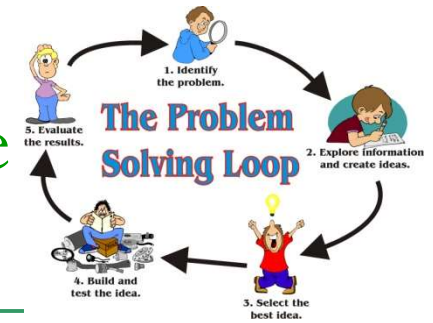 The Problem
Solving Loop
1. Identify
the problem.
2. Explore information
and create ideas.
3. Select the
best idea.
4. Build and
test the idea.
5. Evaluate
the results.
e